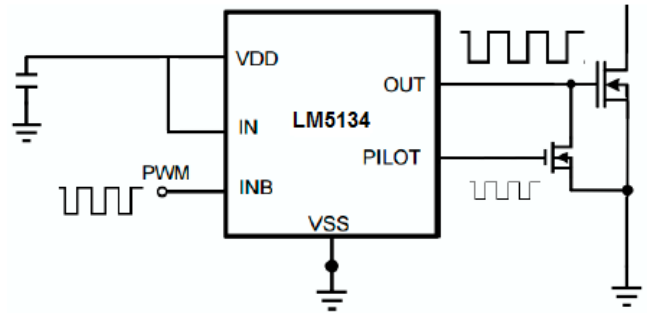 VDD
OUT
LM5134
IN
PILOT
PWM
INB
VSS